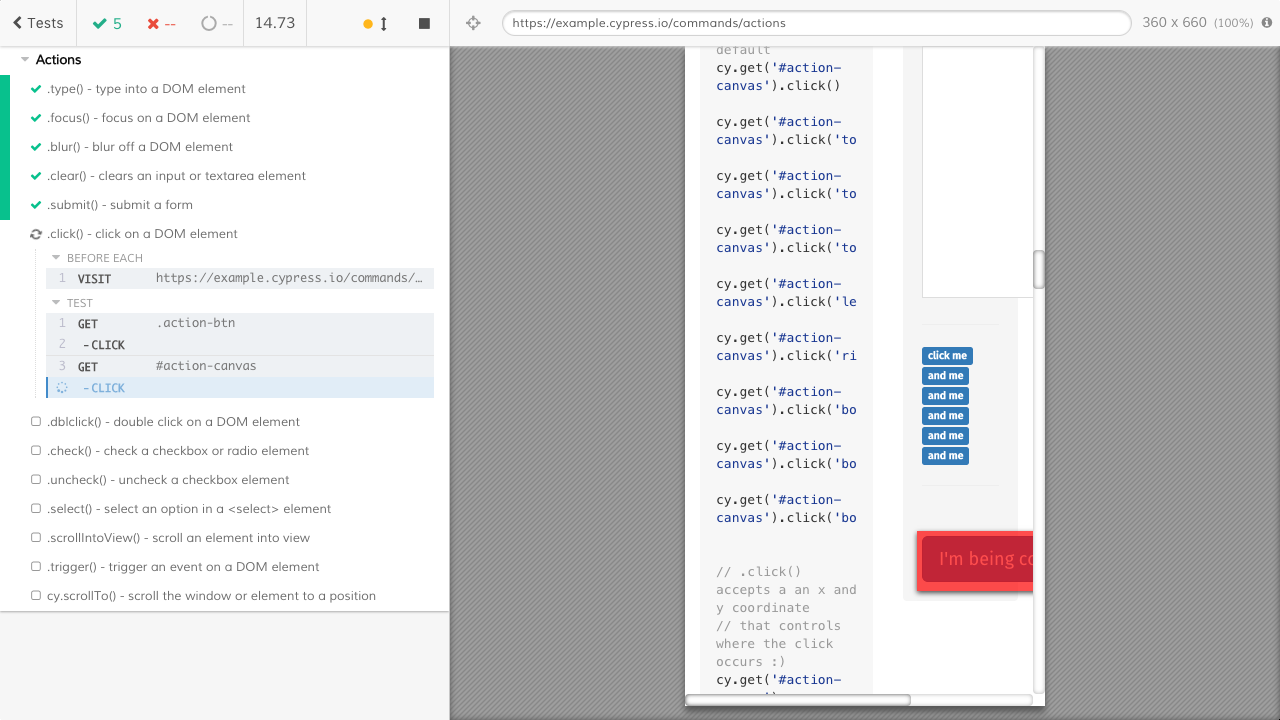 Tests
5
--
--
14.73
https://example.cypress.io/commands/actions
360 x 660 (100%)
Actions
.type() - type into a DOM element
.focus() - focus on a DOM element
.blur() - blur off a DOM element
.clear() - clears an input or textarea element
.submit() - submit a form
.click() - click on a DOM element
BEFORE EACH
1 VISIT https://example.cypress.io/commands/…
TEST
1 GET .action-btn
2 -CLICK
3 GET #action-canvas
-CLICK
.dblclick() - double click on a DOM element
.check() - check a checkbox or radio element
.uncheck() - uncheck a checkbox element
.select() - select an option in a <select> element
.scrollIntoView() - scroll an element into view
.trigger() - trigger an event on a DOM element
cy.scrollTo() - scroll the window or element to a position
default
cy.get('#action-
canvas').click()
cy.get('#action-
canvas').click('to
cy.get('#action-
canvas').click('to
cy.get('#action-
canvas').click('to
cy.get('#action-
canvas').click('le
cy.get('#action-
canvas').click('ri
cy.get('#action-
canvas').click('bo
cy.get('#action-
canvas').click('bo
cy.get('#action-
canvas').click('bo
// .click()
accepts a an x and
y coordinate
// that controls
where the click
occurs :)
cy.get('#action-
click me
and me
and me
and me
and me
and me
I'm being co